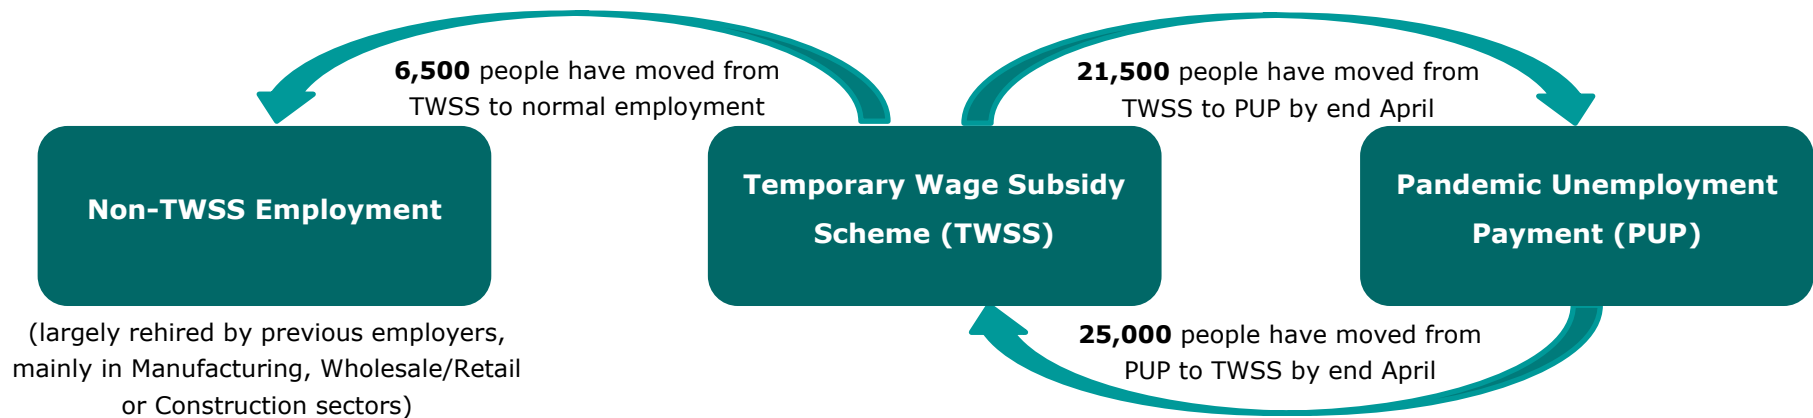 6,500 people have moved from
TWSS to normal employment
21,500 people have moved from
TWSS to PUP by end April
Non-TWSS Employment
Temporary Wage Subsidy
Scheme (TWSS)
Pandemic Unemployment
Payment (PUP)
(largely rehired by previous employers,
mainly in Manufacturing, Wholesale/Retail
or Construction sectors)
25,000 people have moved from
PUP to TWSS by end April